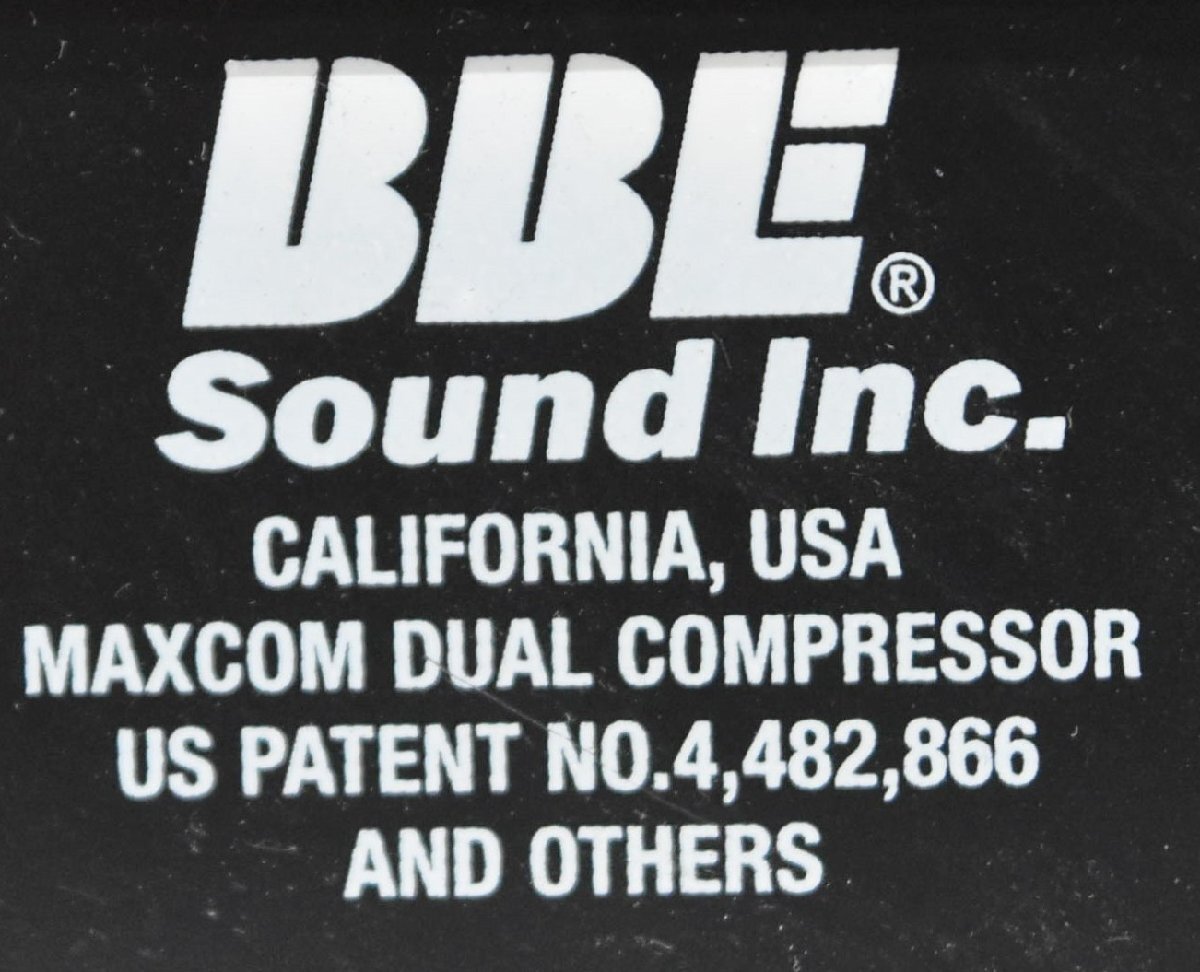 BBE®
Sound Inc.
CALIFORNIA, USA
MAXCOM DUAL COMPRESSOR
US PATENT NO.4,482,866
AND OTHERS